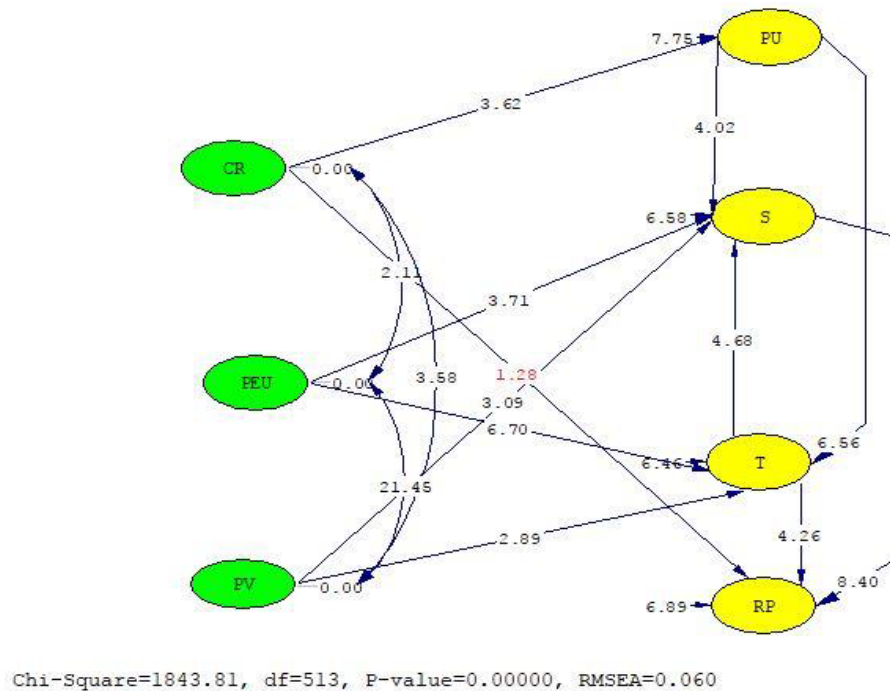 PU
7.75
3.62
4.02
CR
0.00
S
6.58
2.11
3.71
4.68
PEU
0.00
3.58
1.28
3.09
6.70
6.56
T
6.46
21.45
2.89
4.26
PV
0.00
8.40
RP
6.89
Chi-Square=1843.81, df=513, P-value=0.00000, RMSEA=0.060